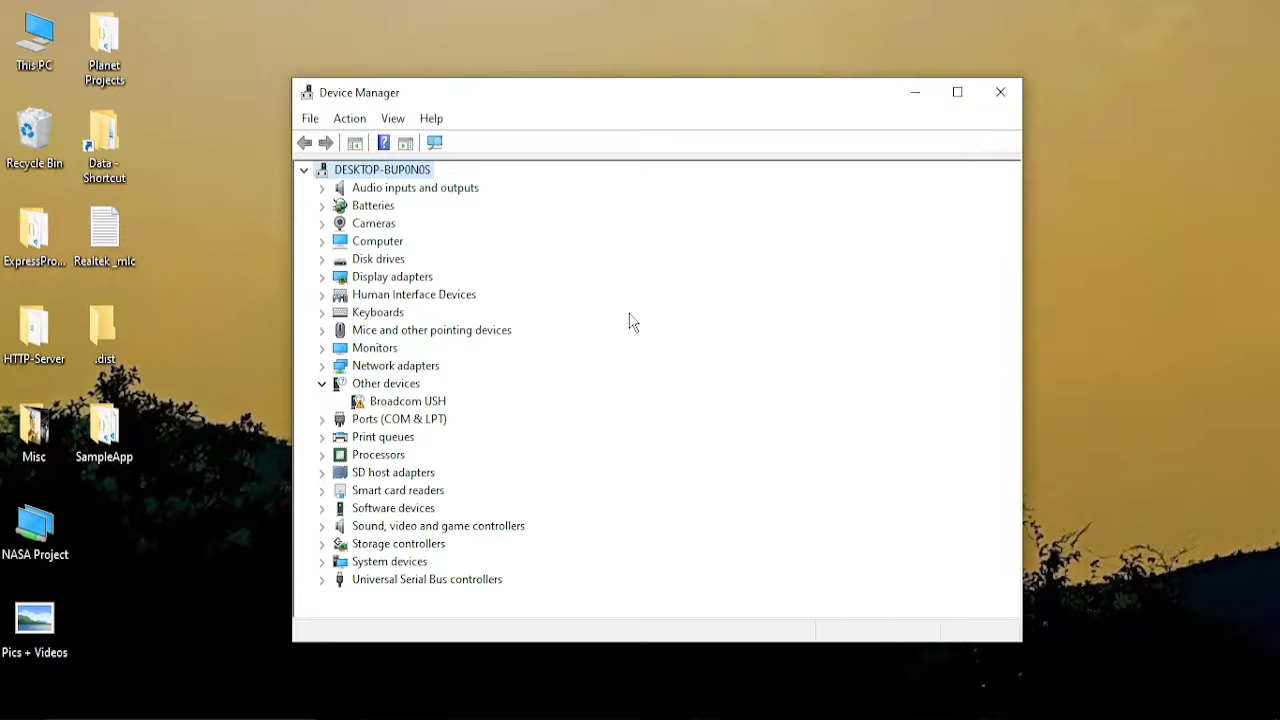 This PC
Planet
Projects
Recycle Bin
Data -
Shortcut
ExpressPro...
Realtek_mlc
HTTP-Server
.dist
Misc
SampleApp
NASA Project
Pics + Videos
Device Manager
File Action View Help
DESKTOP-BUP0N0S
Audio inputs and outputs
Batteries
Cameras
Computer
Disk drives
Display adapters
Human Interface Devices
Keyboards
Mice and other pointing devices
Monitors
Network adapters
Other devices
Broadcom USH
Ports (COM & LPT)
Print queues
Processors
SD host adapters
Smart card readers
Software devices
Sound, video and game controllers
Storage controllers
System devices
Universal Serial Bus controllers